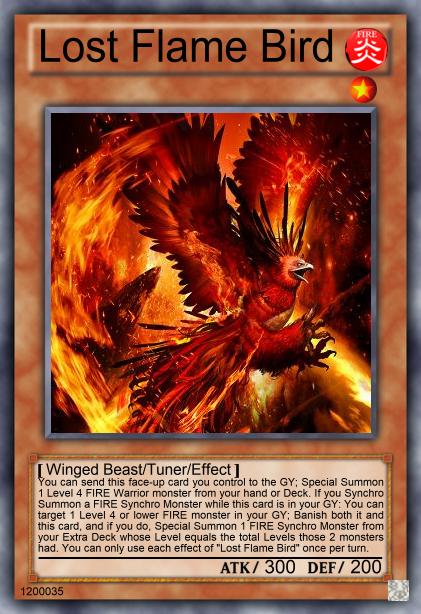 Lost Flame Bird
FIRE
炎
[ Winged Beast/Tuner/Effect ]
You can send this face-up card you control to the GY; Special Summon
1 Level 4 FIRE Warrior monster from your hand or Deck. If you Synchro
Summon a FIRE Synchro Monster while this card is in your GY: You can
target 1 Level 4 or lower FIRE monster in your GY; Banish both it and
this card, and if you do, Special Summon 1 FIRE Synchro Monster from
your Extra Deck whose Level equals the total Levels those 2 monsters
had. You can only use each effect of "Lost Flame Bird" once per turn.
ATK/ 300 DEF/ 200
1200035